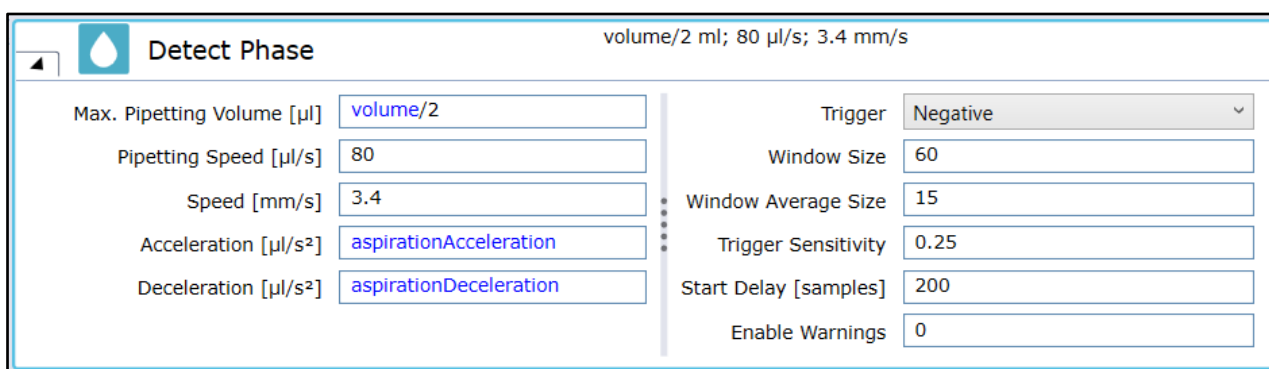 Detect Phase
volume/2 ml; 80 µl/s; 3.4 mm/s
Max. Pipetting Volume [µl] volume/2
Pipetting Speed [µl/s] 80
Speed [mm/s] 3.4
Acceleration [µl/s²] aspirationAcceleration
Deceleration [µl/s²] aspirationDeceleration
Trigger Negative
Window Size 60
Window Average Size 15
Trigger Sensitivity 0.25
Start Delay [samples] 200
Enable Warnings 0